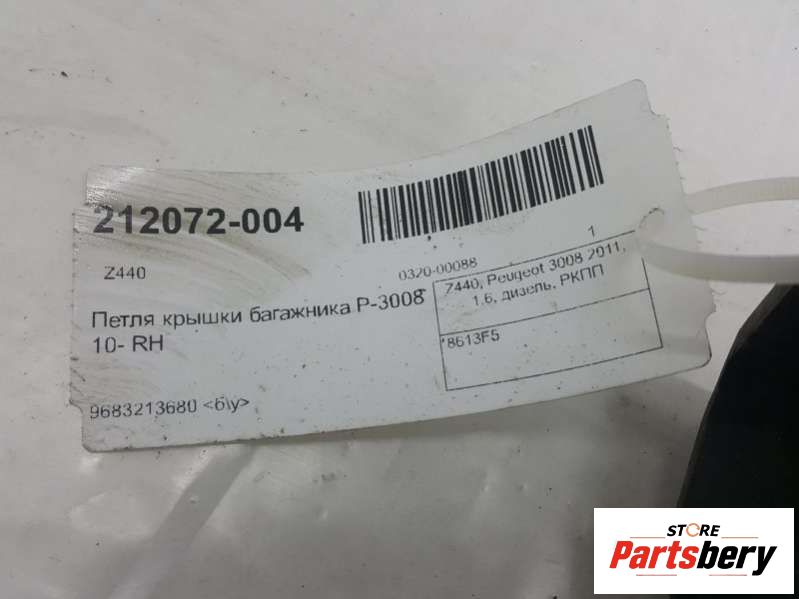 212072-004
Z440
0320-00088
1
Петля крышки багажника P-3008
10- RH
Z440, Peugeot 3008 2011,
1.6, дизель, РКПП
8613F5
9683213680 <б\у>
STORE
Partsbery